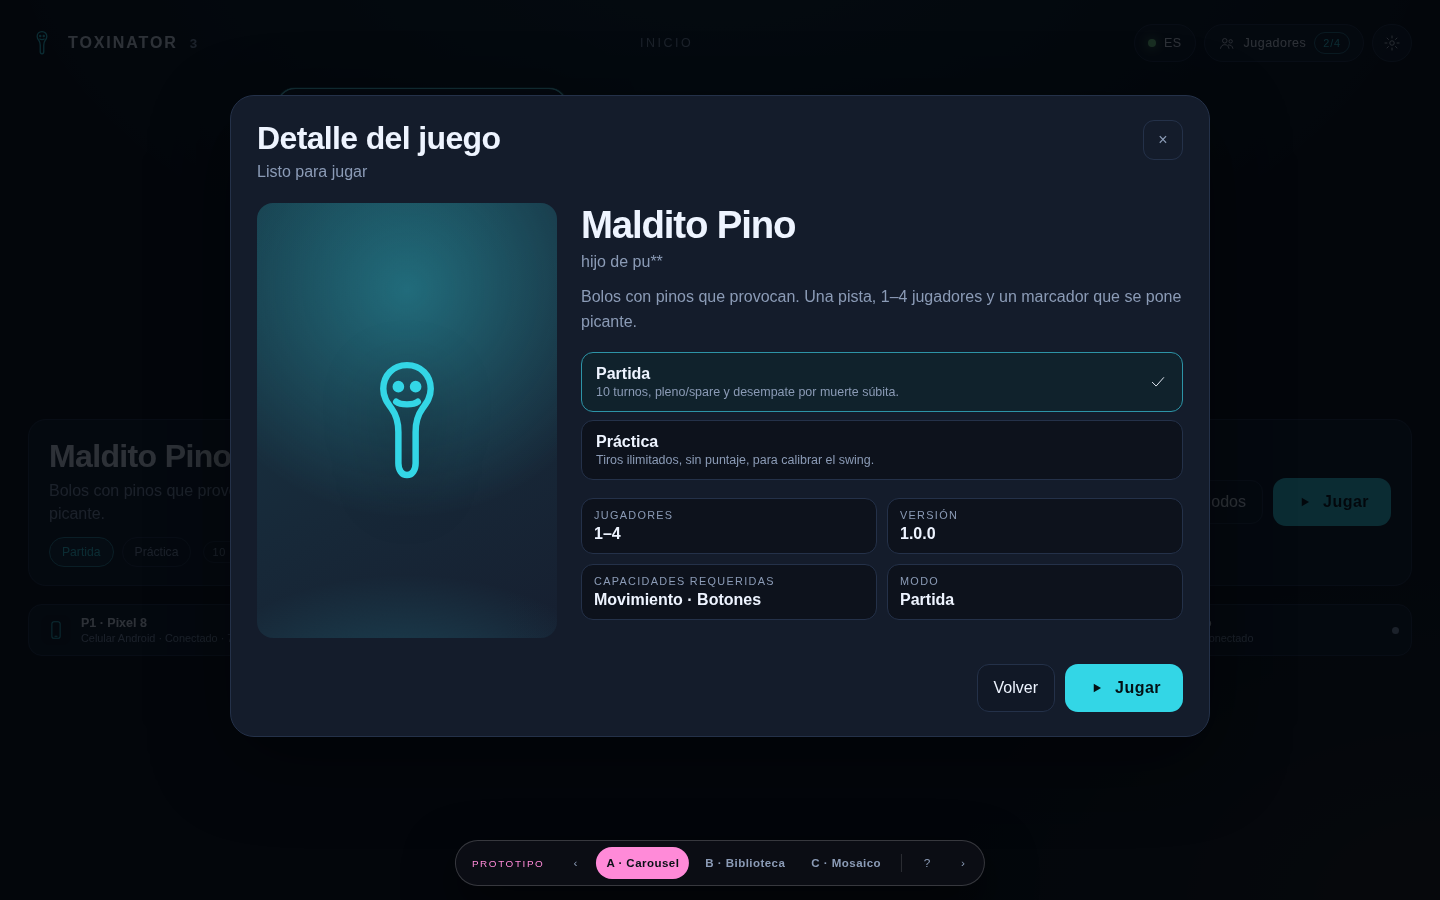 TOXINATOR 3
INICIO
ES
Jugadores 2/4
Detalle del juego
Listo para jugar
×
Maldito Pino
hijo de pu**
Bolos con pinos que provocan. Una pista, 1–4 jugadores y un marcador que se pone
picante.
Partida
10 turnos, pleno/spare y desempate por muerte súbita.
Práctica
Tiros ilimitados, sin puntaje, para calibrar el swing.
JUGADORES
1–4
VERSIÓN
1.0.0
CAPACIDADES REQUERIDAS
Movimiento · Botones
MODO
Partida
Volver
Jugar
Maldito Pino
Bolos con pinos que prov
picante.
Partida
Práctica
10
odos
Jugar
P1 · Pixel 8
Celular Android · Conectado ·
onectado
PROTOTIPO
‹
A · Carousel
B · Biblioteca
C · Mosaico
?
›